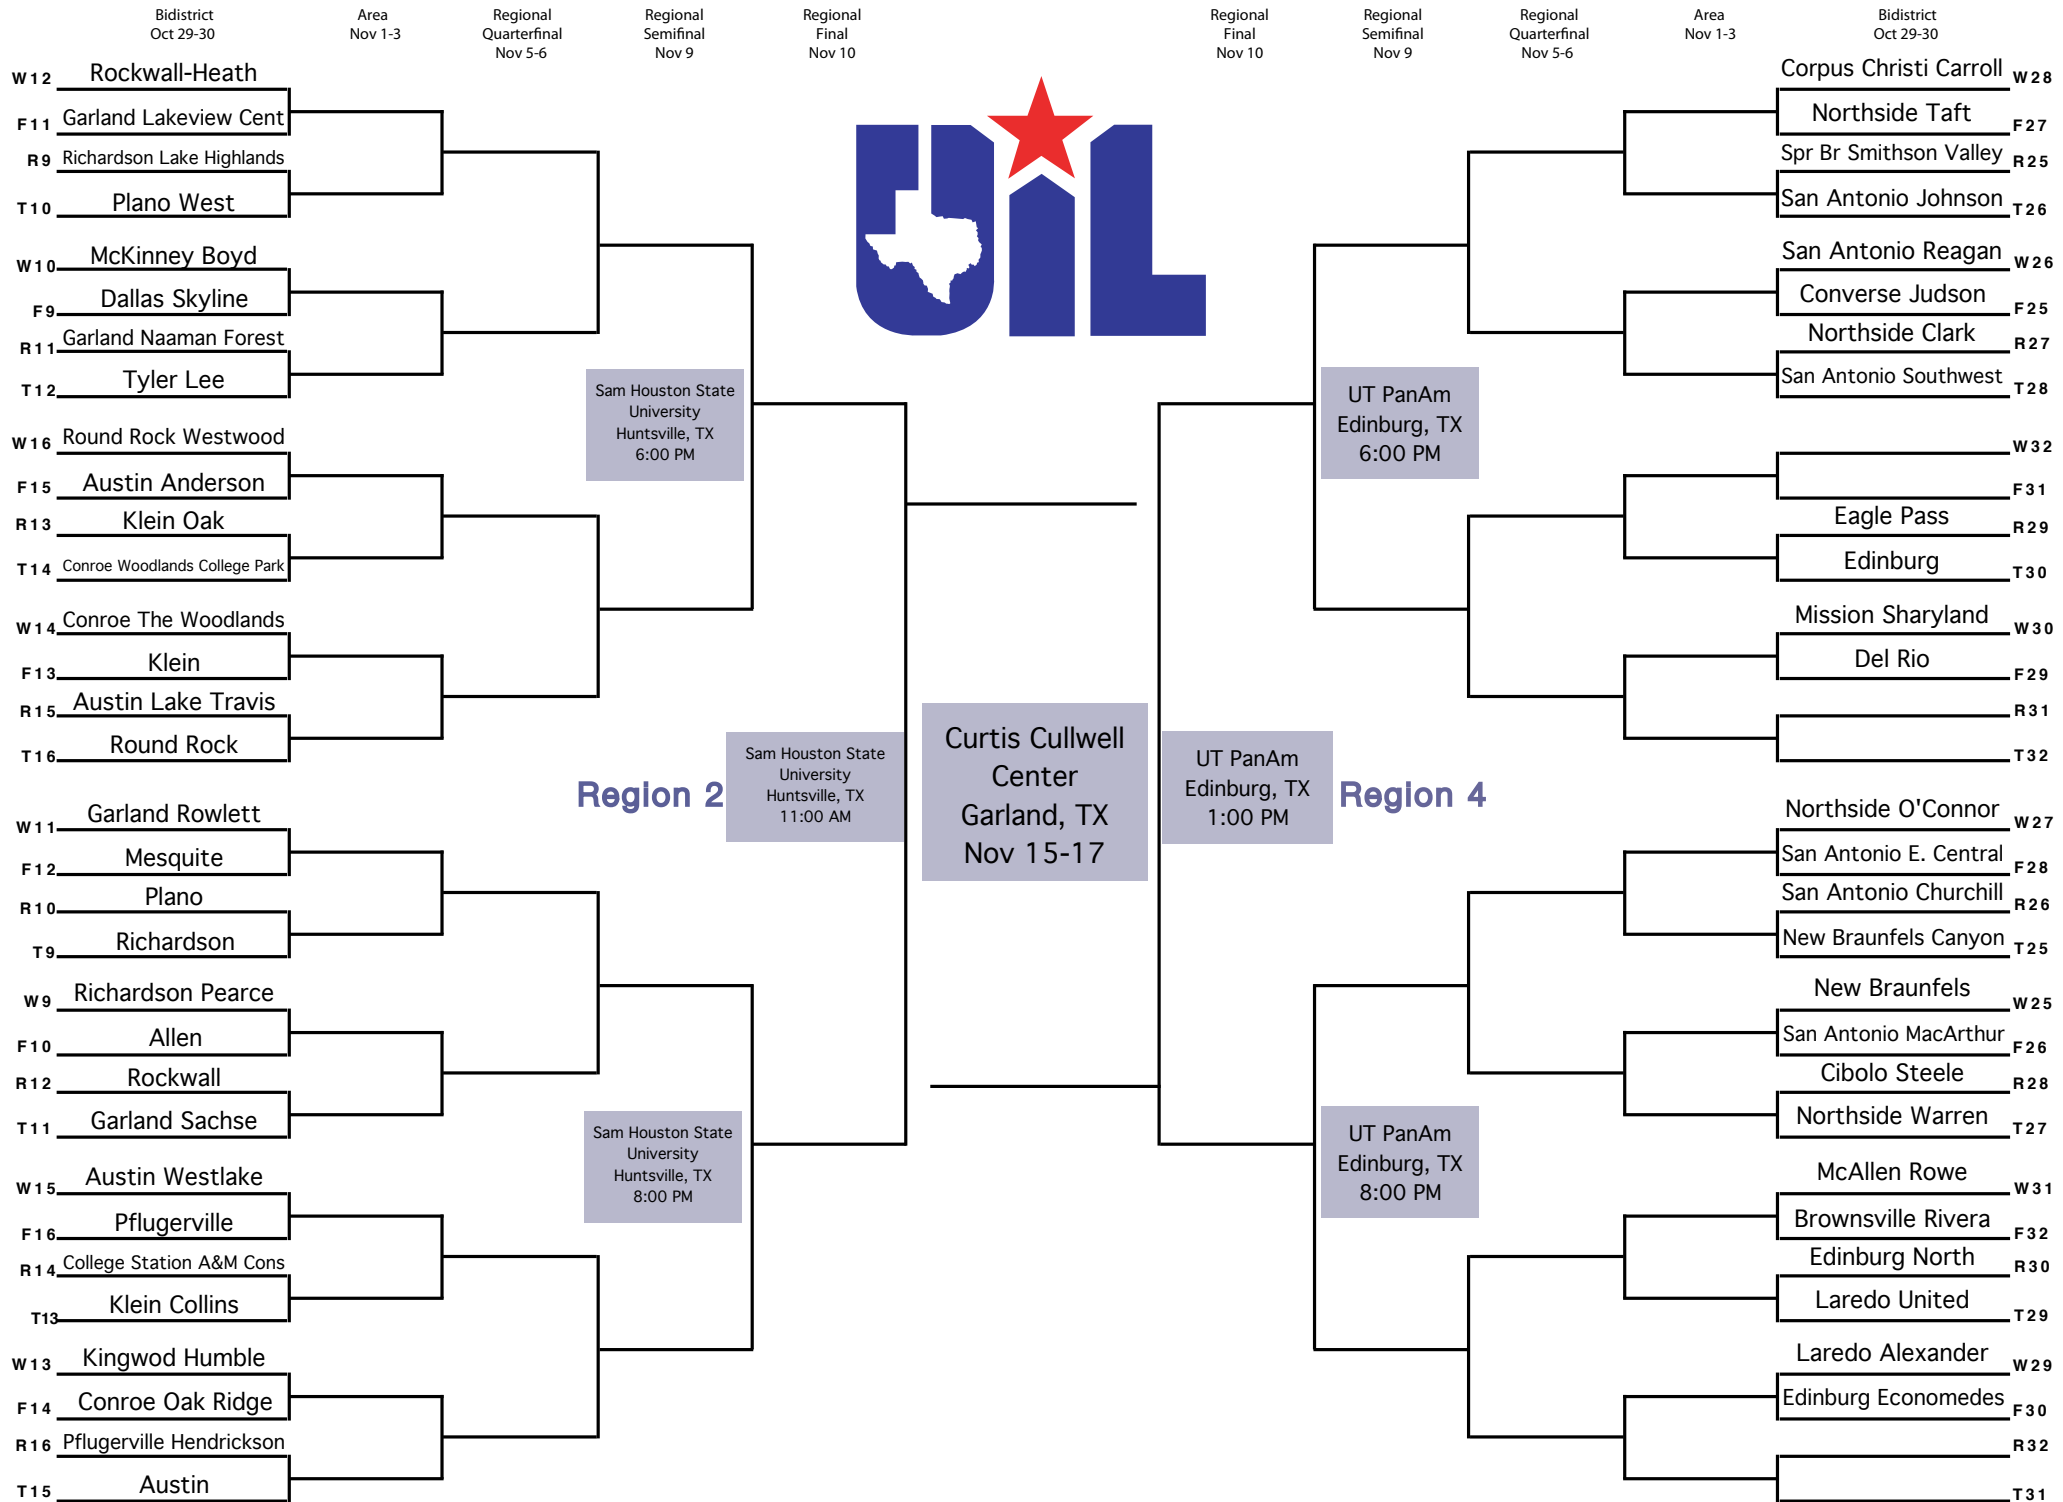 Bidistrict
Oct 29-30
Area
Nov 1-3
Regional
Quarterfinal
Nov 5-6
Regional
Semifinal
Nov 9
Regional
Final
Nov 10
Regional
Final
Nov 10
Regional
Semifinal
Nov 9
Regional
Quarterfinal
Nov 5-6
Area
Nov 1-3
Bidistrict
Oct 29-30
UIL
W12 Rockwall-Heath
F11 Garland Lakeview Cent
R9 Richardson Lake Highlands
T10 Plano West
W10 McKinney Boyd
F9 Dallas Skyline
R11 Garland Naaman Forest
T12 Tyler Lee
W16 Round Rock Westwood
F15 Austin Anderson
R13 Klein Oak
T14 Conroe Woodlands College Park
W14 Conroe The Woodlands
F13 Klein
R15 Austin Lake Travis
T16 Round Rock
W11 Garland Rowlett
F12 Mesquite
R10 Plano
T9 Richardson
W9 Richardson Pearce
F10 Allen
R12 Rockwall
T11 Garland Sachse
W15 Austin Westlake
F16 Pflugerville
R14 College Station A&M Cons
T13 Klein Collins
W13 Kingwod Humble
F14 Conroe Oak Ridge
R16 Pflugerville Hendrickson
T15 Austin
Sam Houston State
University
Huntsville, TX
6:00 PM
Region 2
Sam Houston State
University
Huntsville, TX
11:00 AM
Sam Houston State
University
Huntsville, TX
8:00 PM
Curtis Cullwell
Center
Garland, TX
Nov 15-17
UT PanAm
Edinburg, TX
6:00 PM
UT PanAm
Edinburg, TX
1:00 PM
Region 4
UT PanAm
Edinburg, TX
8:00 PM
Corpus Christi Carroll W28
Northside Taft F27
Spr Br Smithson Valley R25
San Antonio Johnson T26
San Antonio Reagan W26
Converse Judson F25
Northside Clark R27
San Antonio Southwest T28
W32
F31
Eagle Pass R29
Edinburg T30
Mission Sharyland W30
Del Rio F29
R31
T32
Northside O'Connor W27
San Antonio E. Central F28
San Antonio Churchill R26
New Braunfels Canyon T25
New Braunfels W25
San Antonio MacArthur F26
Cibolo Steele R28
Northside Warren T27
McAllen Rowe W31
Brownsville Rivera F32
Edinburg North R30
Laredo United T29
Laredo Alexander W29
Edinburg Economedes F30
R32
T31